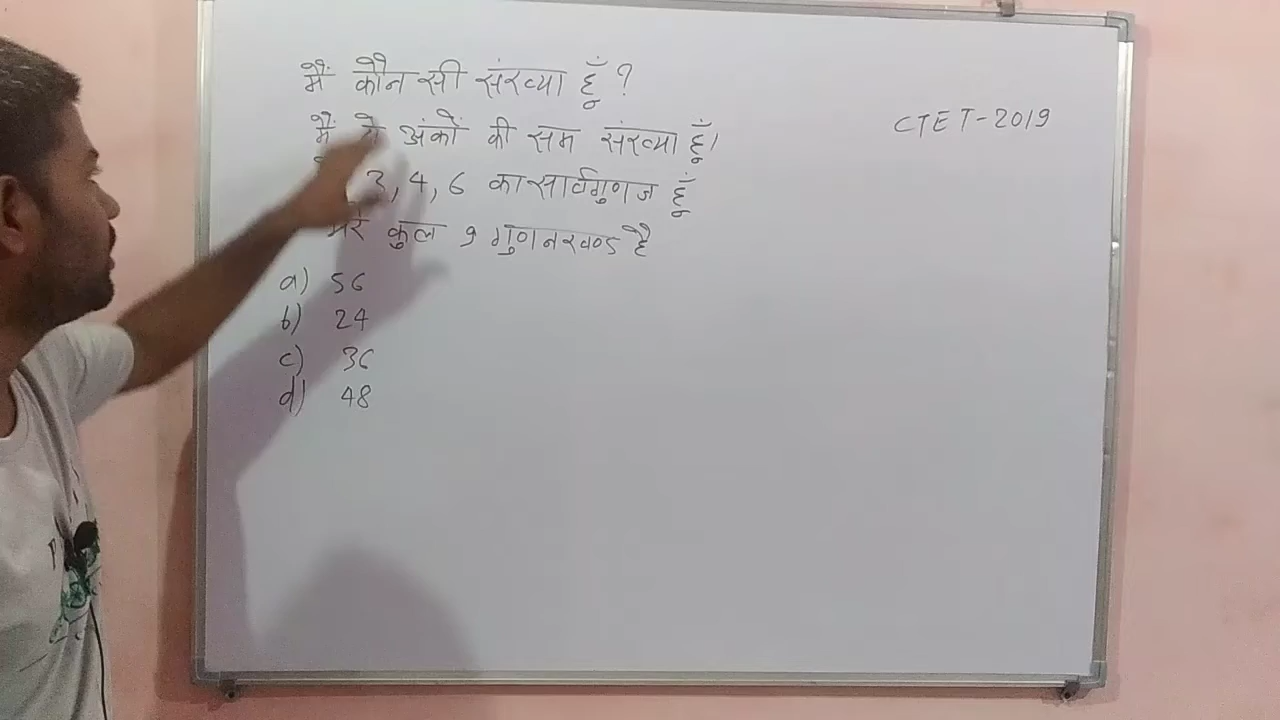 मैं कौन सी संख्या हूँ ?
मैं अंकों की सम संख्या हूँ।
CTET-2019
3, 4, 6 का सार्वगुणज हूँ
मेरे कुल 9 गुणनखण्ड है
a) 56
b) 24
c) 36
d) 48